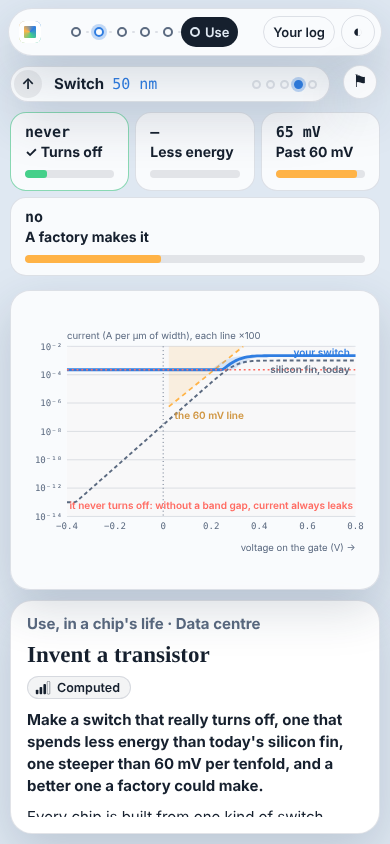 Use
Your log
Switch 50 nm
never
✓ Turns off
—
Less energy
65 mV
Past 60 mV
no
A factory makes it
current (A per µm of width), each line ×100
10⁻²
your switch
silicon fin, today
10⁻⁴
10⁻⁶
the 60 mV line
10⁻⁸
10⁻¹⁰
10⁻¹²
it never turns off: without a band gap, current always leaks
10⁻¹⁴
−0.4 −0.2 0 0.2 0.4 0.6 0.8
voltage on the gate (V) →
Use, in a chip's life · Data centre
Invent a transistor
Computed
Make a switch that really turns off, one that
spends less energy than today's silicon fin,
one steeper than 60 mV per tenfold, and a
better one a factory could make.
Every chip is built from one kind of switch